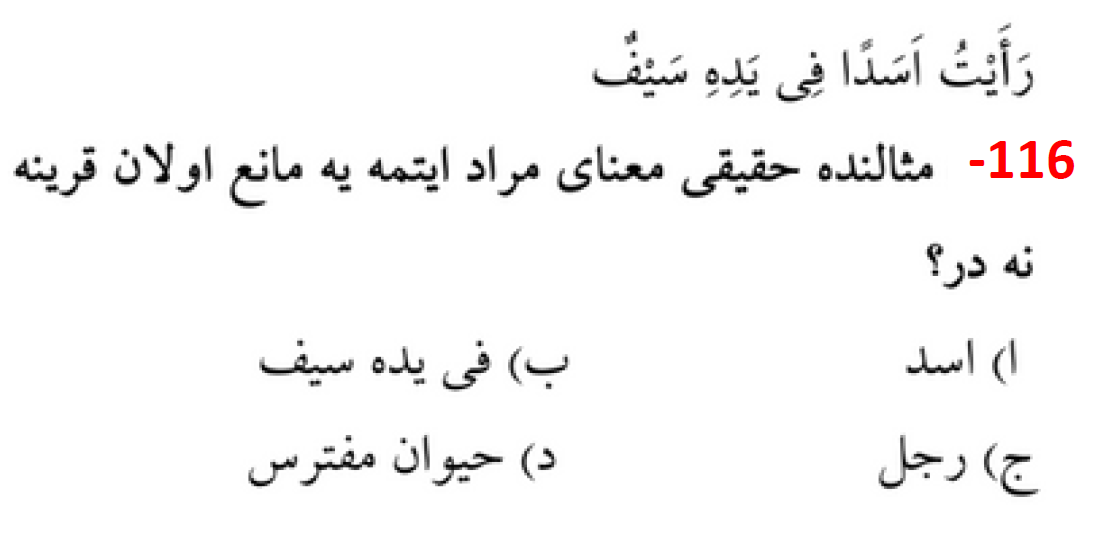 رَأَيْتُ اَسَدًا فِى يَدِهِ سَيْفٌ
116- مثالنده حقيقى معناى مراد ايتمه يه مانع اولان قرينه
نه در؟
ا) اسد ب) فى يده سيف
ج) رجل د) حيوان مفترس